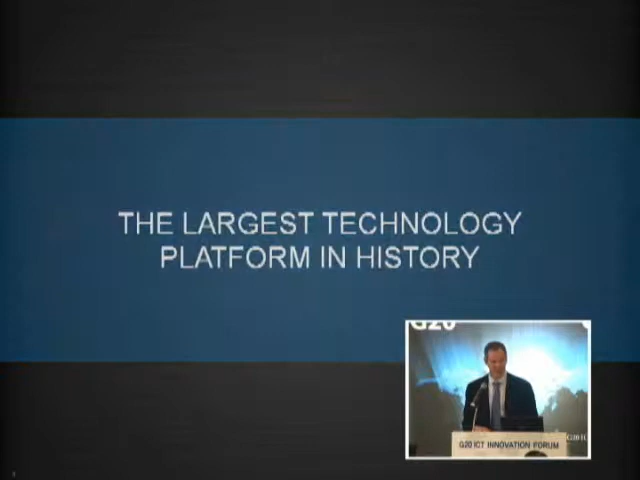 THE LARGEST TECHNOLOGY
PLATFORM IN HISTORY
G20
G20 ICT INNOVATION FORUM